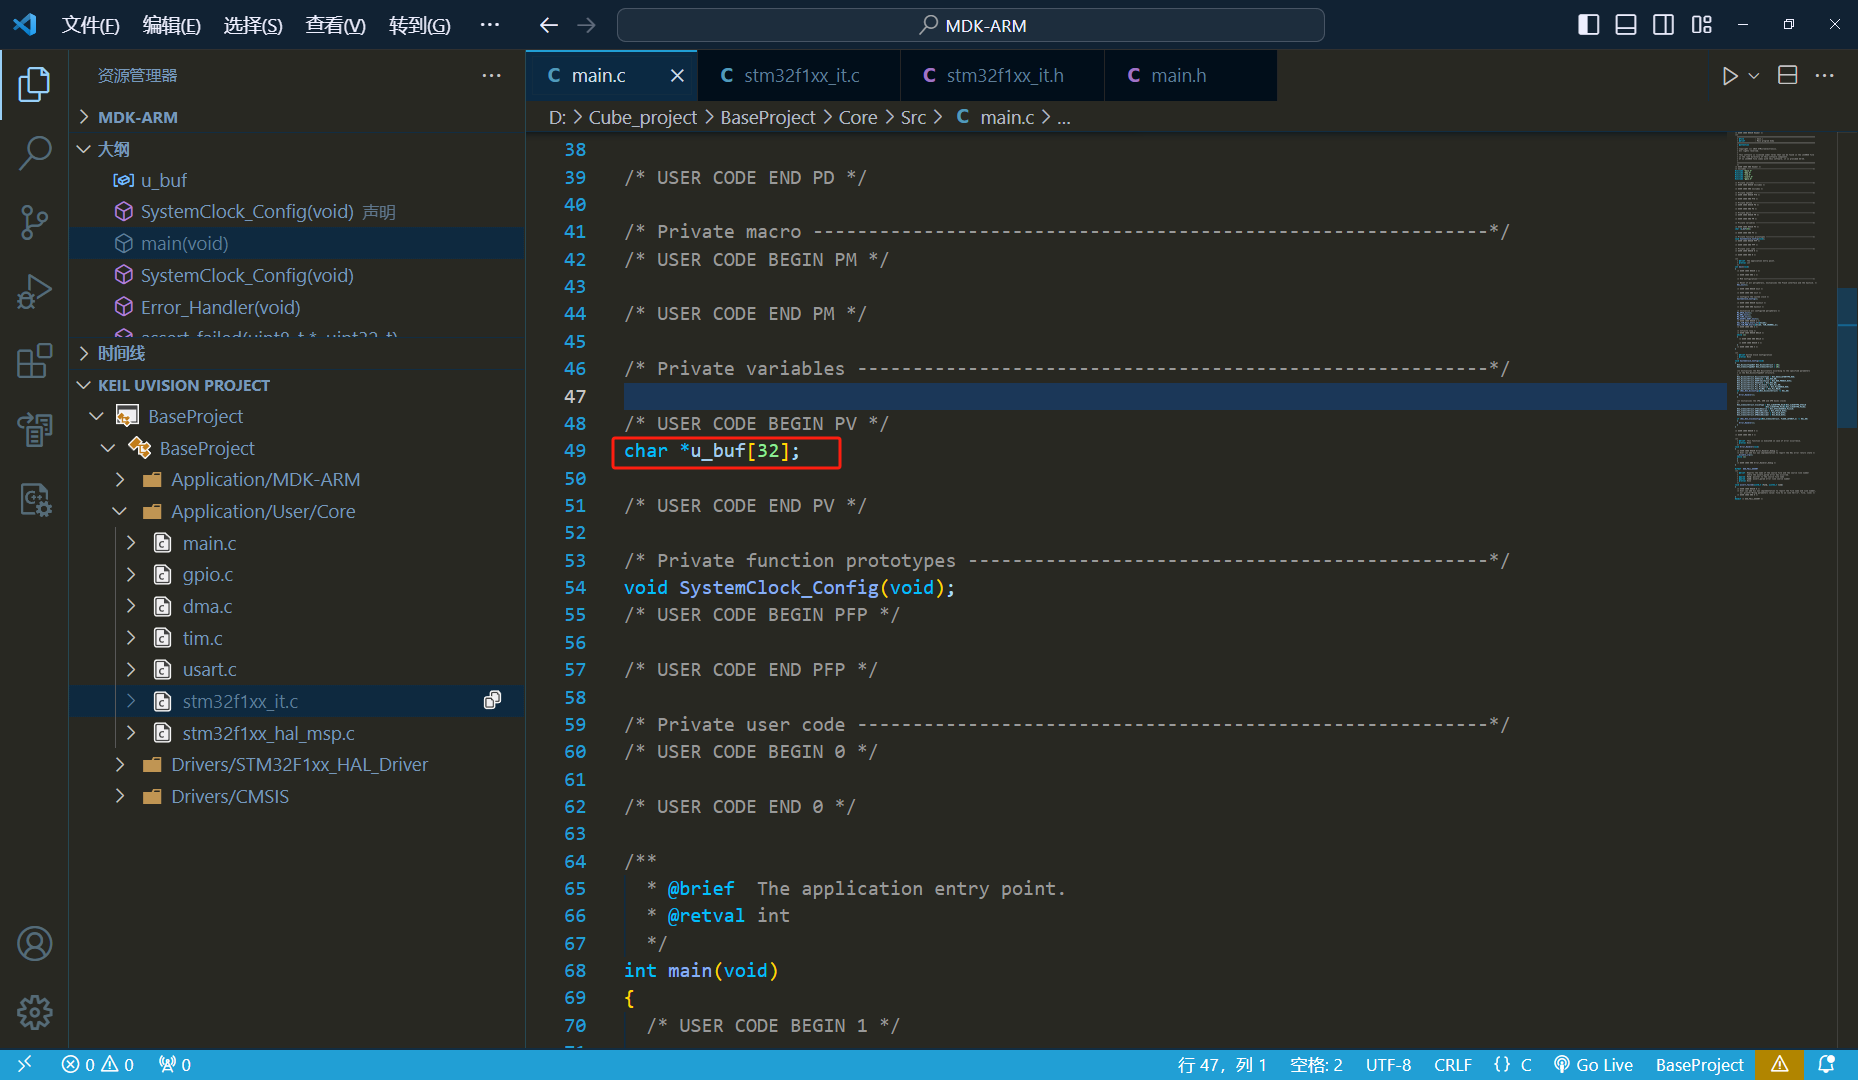 文件(F) 编辑(E) 选择(S) 查看(V) 转到(G) ··· MDK-ARM
资源管理器 ···
MDK-ARM
大纲
u_buf
SystemClock_Config(void) 声明
main(void)
SystemClock_Config(void)
Error_Handler(void)
assert_failed(uint8_t *, uint32_t)
时间线
KEIL UVISION PROJECT
BaseProject
BaseProject
Application/MDK-ARM
Application/User/Core
main.c
gpio.c
dma.c
tim.c
usart.c
stm32f1xx_it.c
stm32f1xx_hal_msp.c
Drivers/STM32F1xx_HAL_Driver
Drivers/CMSIS
C main.c C stm32f1xx_it.c C stm32f1xx_it.h C main.h
D: > Cube_project > BaseProject > Core > Src > C main.c > ...
38
39 /* USER CODE END PD */
40
41 /* Private macro -------------------------------------------------------------*/
42 /* USER CODE BEGIN PM */
43
44 /* USER CODE END PM */
45
46 /* Private variables ---------------------------------------------------------*/
47
48 /* USER CODE BEGIN PV */
49 char *u_buf[32];
50
51 /* USER CODE END PV */
52
53 /* Private function prototypes -----------------------------------------------*/
54 void SystemClock_Config(void);
55 /* USER CODE BEGIN PFP */
56
57 /* USER CODE END PFP */
58
59 /* Private user code ---------------------------------------------------------*/
60 /* USER CODE BEGIN 0 */
61
62 /* USER CODE END 0 */
63
64 /**
65 * @brief  The application entry point.
66 * @retval int
67 */
68 int main(void)
69 {
70 /* USER CODE BEGIN 1 */
0 0 0 行 47，列 1 空格: 2 UTF-8 CRLF {} C Go Live BaseProject